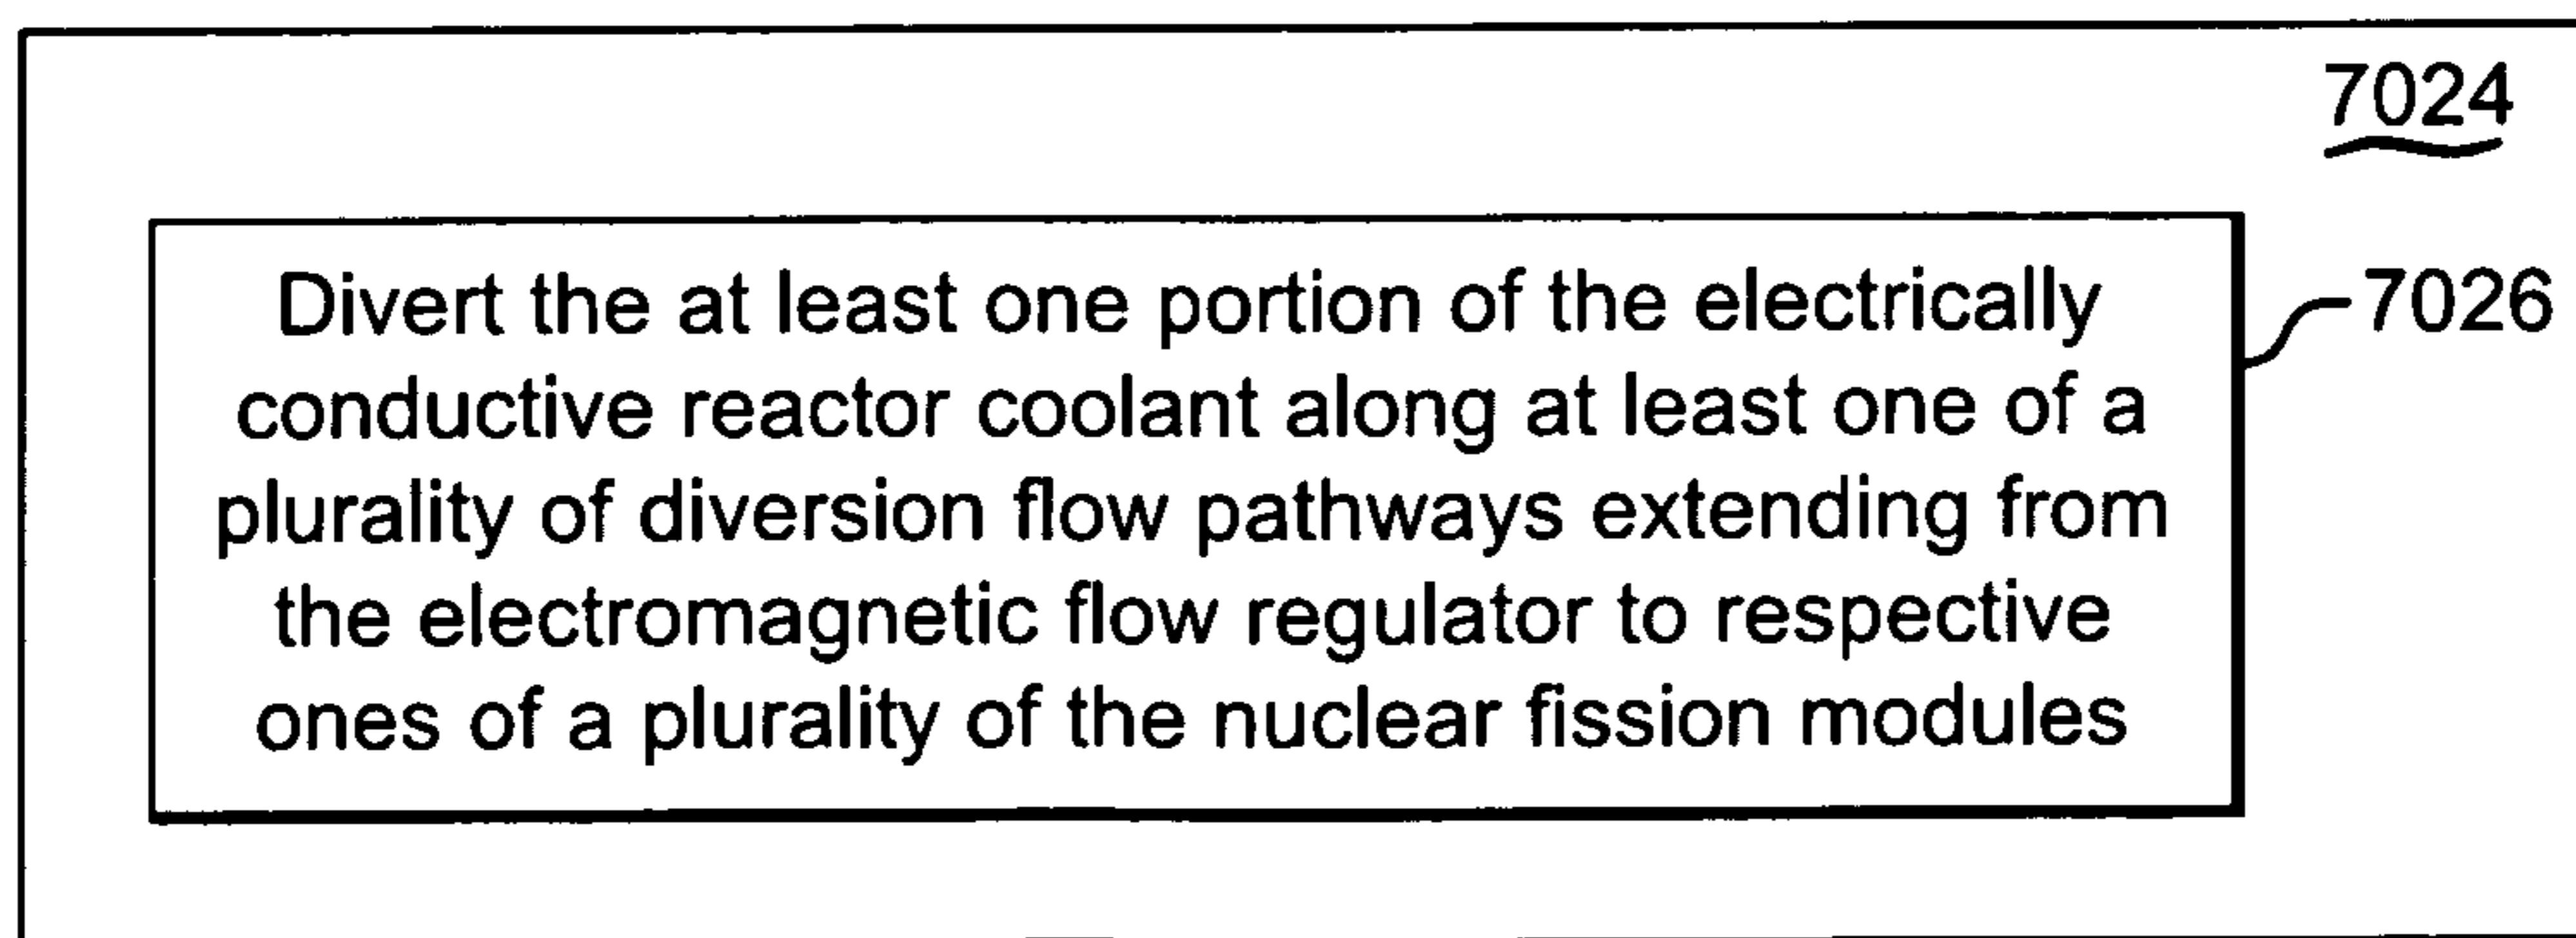 7024
Divert the at least one portion of the electrically
7026
conductive reactor coolant along at least one of a
plurality of diversion flow pathways extending from
the electromagnetic flow regulator to respective
ones of a plurality of the nuclear fission modules